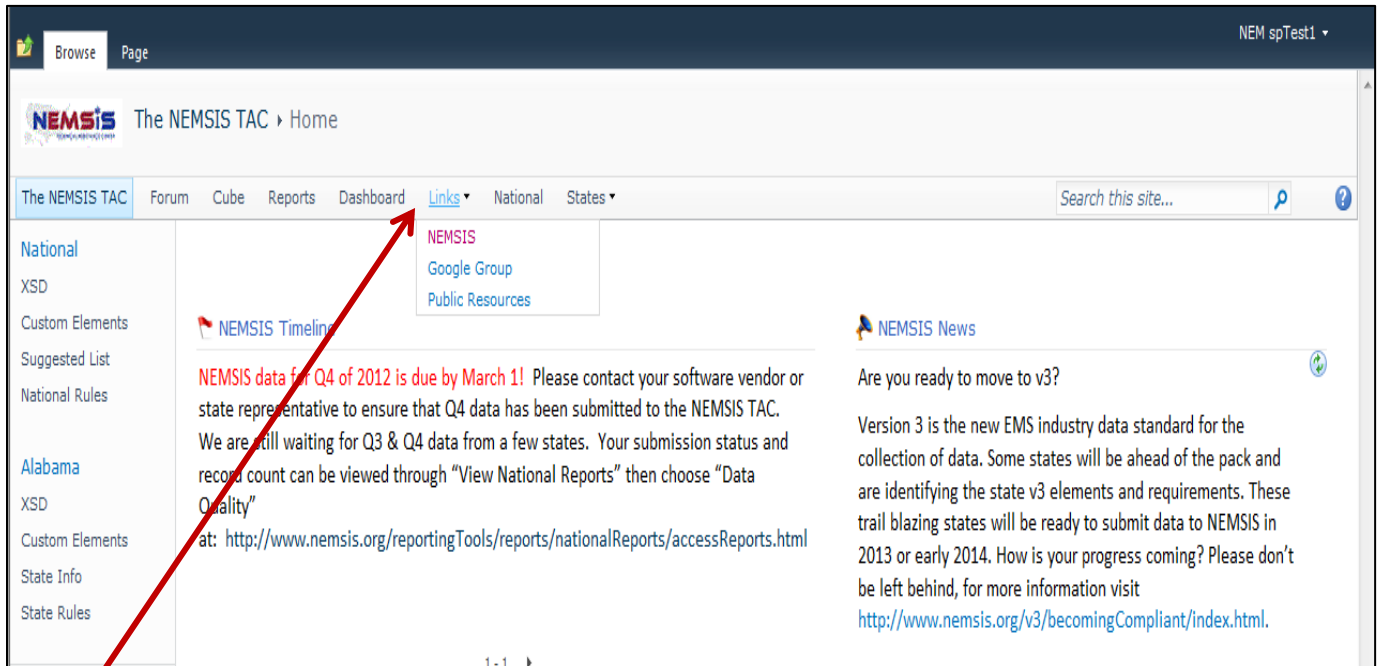 NEM spTest1
Browse Page
NEMSIS
The NEMSIS TAC Home
The NEMSIS TAC Forum Cube Reports Dashboard Links National States Search this site...
NEMSIS
Google Group
Public Resources
National
XSD
Custom Elements
Suggested List
National Rules
Alabama
XSD
Custom Elements
State Info
State Rules
NEMSIS Timeline
NEMSIS data for Q4 of 2012 is due by March 1! Please contact your software vendor or
state representative to ensure that Q4 data has been submitted to the NEMSIS TAC.
We are still waiting for Q3 & Q4 data from a few states. Your submission status and
record count can be viewed through “View National Reports” then choose “Data
Quality”
at: http://www.nemsis.org/reportingTools/reports/nationalReports/accessReports.html
1 - 1
NEMSIS News
Are you ready to move to v3?
Version 3 is the new EMS industry data standard for the
collection of data. Some states will be ahead of the pack and
are identifying the state v3 elements and requirements. These
trail blazing states will be ready to submit data to NEMSIS in
2013 or early 2014. How is your progress coming? Please don’t
be left behind, for more information visit
http://www.nemsis.org/v3/becomingCompliant/index.html.